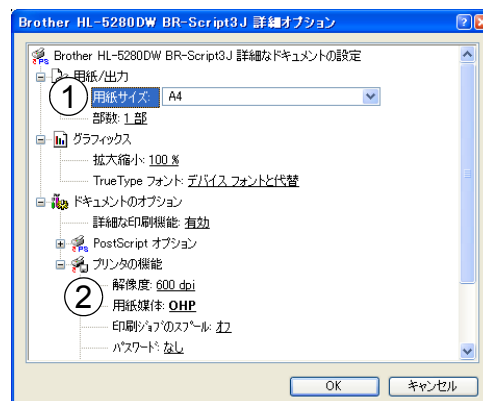 Brother HL-5280DW BR-Script3J 詳細オプション
Brother HL-5280DW BR-Script3J 詳細なドキュメントの設定
用紙/出力
① 用紙サイズ: A4
部数: 1 部
グラフィックス
拡大縮小: 100 %
TrueType フォント: デバイス フォントと代替
ドキュメントのオプション
詳細な印刷機能: 有効
PostScript オプション
プリンタの機能
解像度: 600 dpi
② 用紙媒体: OHP
印刷ジョブのスプール: オフ
パスワード: なし
OK キャンセル